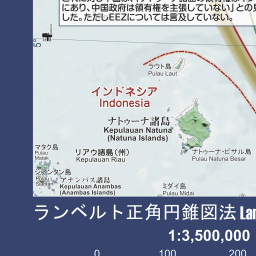 にあり、中国政府は領有権を主張していない」との見
した。ただしEEZについては言及していない。
5°
ラウト島
Pulau Laut
インドネシア
Indonesia
ナトゥーナ諸島
Kepulauan Natuna
(Natuna Islands)
マタク島
Pulau Matak
リアウ諸島(州)
Kepulauan Riau
ナトゥーナ・ベサル島
Pulau Natuna Besar
アナンバス諸島
Kepulauan Anambas
(Anambas Islands)
ミダイ島
Pulau Midai
ランベルト正角円錐図法 Lam
1:3,500,000
0 100 200